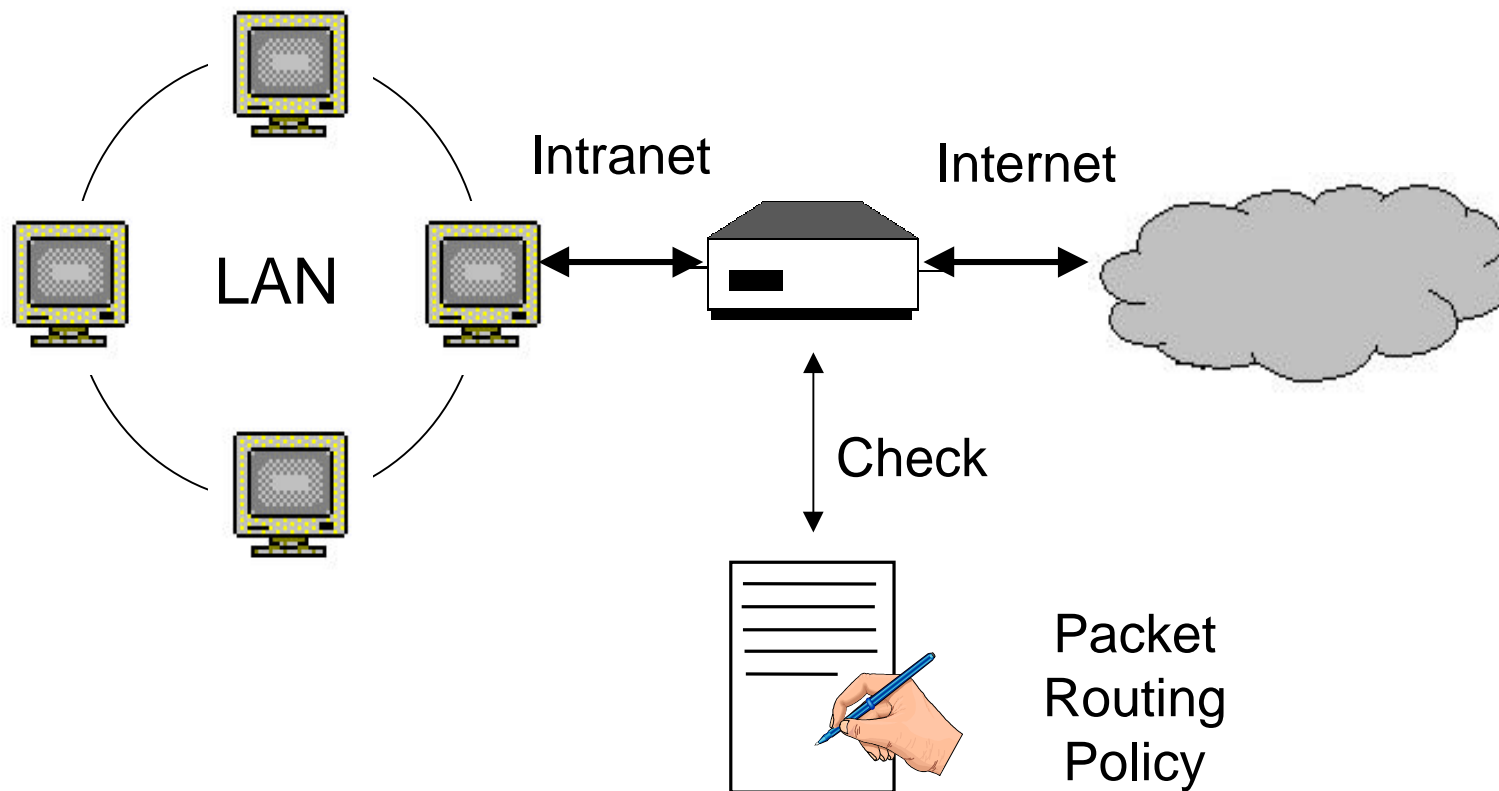 Intranet
Internet
LAN
Check
Packet
Routing
Policy